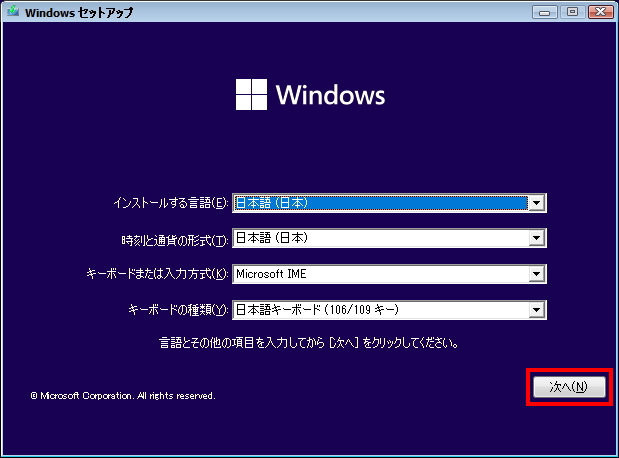 Windows セットアップ
Windows
インストールする言語(E): 日本語 (日本)
時刻と通貨の形式(T): 日本語 (日本)
キーボードまたは入力方式(K): Microsoft IME
キーボードの種類(Y): 日本語キーボード (106/109 キー)
言語とその他の項目を入力してから [次へ] をクリックしてください。
© Microsoft Corporation. All rights reserved.
次へ(N)